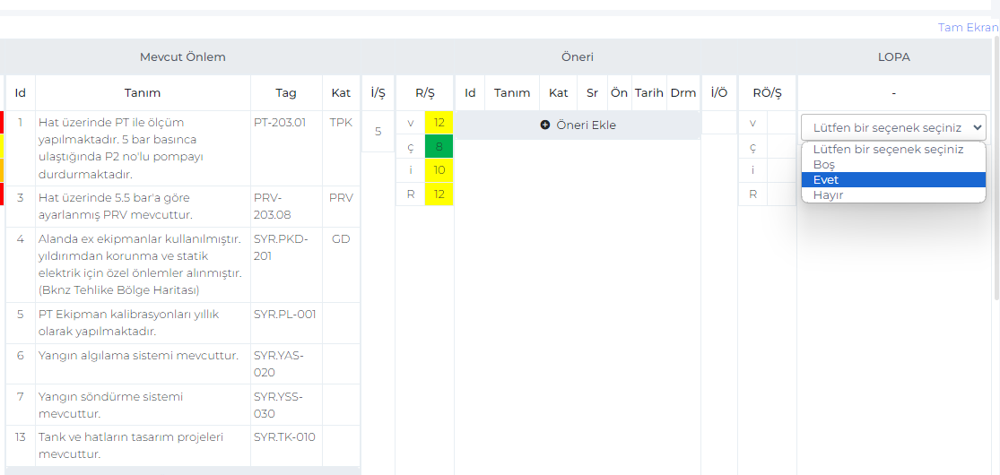 Tam Ekran
Mevcut Önlem
Öneri
LOPA
Id Tanım Tag Kat İ/Ş R/Ş Id Tanım Kat Sr Ön Tarih Drm İ/Ö RÖ/Ş -
1 Hat üzerinde PT ile ölçüm PT-203.01 TPK
yapılmaktadır. 5 bar basınca
ulaştığında P2 no'lu pompayı
durdurmaktadır.
3 Hat üzerinde 5.5 bar'a göre PRV- PRV
ayarlanmış PRV mevcuttur. 203.08
4 Alanda ex ekipmanlar kullanılmıştır. SYR.PKD- GD
yıldırımdan korunma ve statik 201
elektrik için özel önlemler alınmıştır.
(Bknz Tehlike Bölge Haritası)
5 PT Ekipman kalibrasyonları yıllık SYR.PL-001
olarak yapılmaktadır.
6 Yangın algılama sistemi mevcuttur. SYR.YAS-
020
7 Yangın söndürme sistemi SYR.YSS-
mevcuttur. 030
13 Tank ve hatların tasarım projeleri SYR.TK-010
mevcuttur.
5
v 12
ç 8
i 10
R 12
Öneri Ekle
v
ç
i
R
Lütfen bir seçenek seçiniz
Lütfen bir seçenek seçiniz
Boş
Evet
Hayır